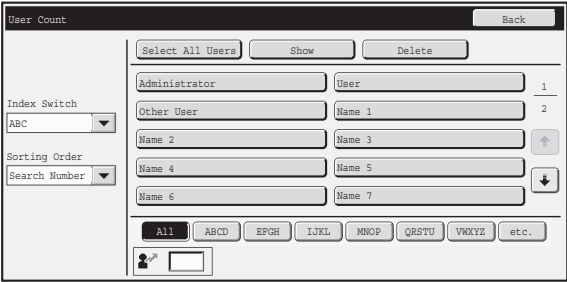 User Count Back
Select All Users Show Delete
Administrator User 1
Index Switch
Other User Name 1 2
ABC
Name 2 Name 3
Sorting Order
Name 4 Name 5
Search Number
Name 6 Name 7
All ABCD EFGH IJKL MNOP QRSTU VWXYZ etc.